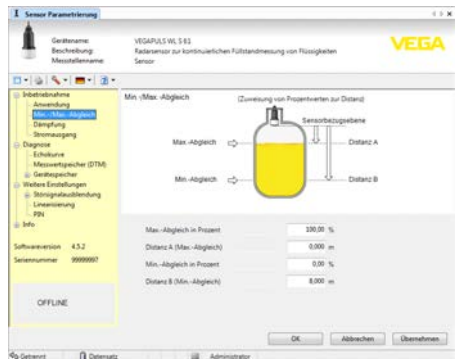 Sensor Parametrierung
Gerätename: VEGAPULS WL S 61
Beschreibung: Radarsensor zur kontinuierlichen Füllstandmessung von Flüssigkeiten
Messstellenname: Sensor
VEGA
Inbetriebnahme
Anwendung
Min.-/Max.-Abgleich
Dämpfung
Stromausgang
Diagnose
Echokurve
Messwertspeicher (DTM)
Gerätespeicher
Weitere Einstellungen
Störsignalausblendung
Linearisierung
PIN
Info
Softwareversion 4.5.2
Seriennummer 99999997
OFFLINE
Min.-/Max.-Abgleich
(Zuweisung von Prozentwerten zur Distanz)
Sensorbezugsebene
Max.-Abgleich
Distanz A
Min.-Abgleich
Distanz B
Max.-Abgleich in Prozent 100,00 %
Distanz A (Max.-Abgleich) 0,000 m
Min.-Abgleich in Prozent 0,00 %
Distanz B (Min.-Abgleich) 8,000 m
OK Abbrechen Übernehmen
Getrennt Datensatz Administrator